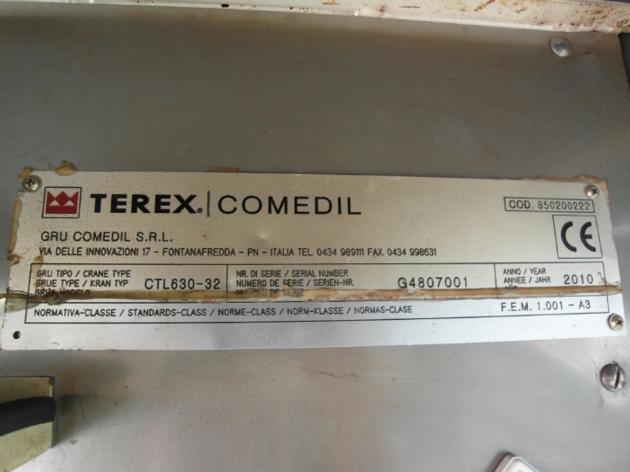 TEREX. | COMEDIL
COD. 850200222
GRU COMEDIL S.R.L.
VIA DELLE INNOVAZIONI 17 - FONTANAFREDDA - PN - ITALIA TEL 0434 989111 FAX. 0434 998631
CE
GRU TIPO / CRANE TYPE
GRUE TYPE / KRAN TYP
CTL630-32
NR. DI SERIE / SERIAL NUMBER
NUMERO DE SERIE / SERIEN-NR.
G4807001
ANNO / YEAR
ANNÉE / JAHR
2010
NORMATIVA-CLASSE / STANDARDS-CLASS / NORME-CLASS / NORM-KLASSE / NORMAS-CLASE
F.E.M. 1.001 - A3